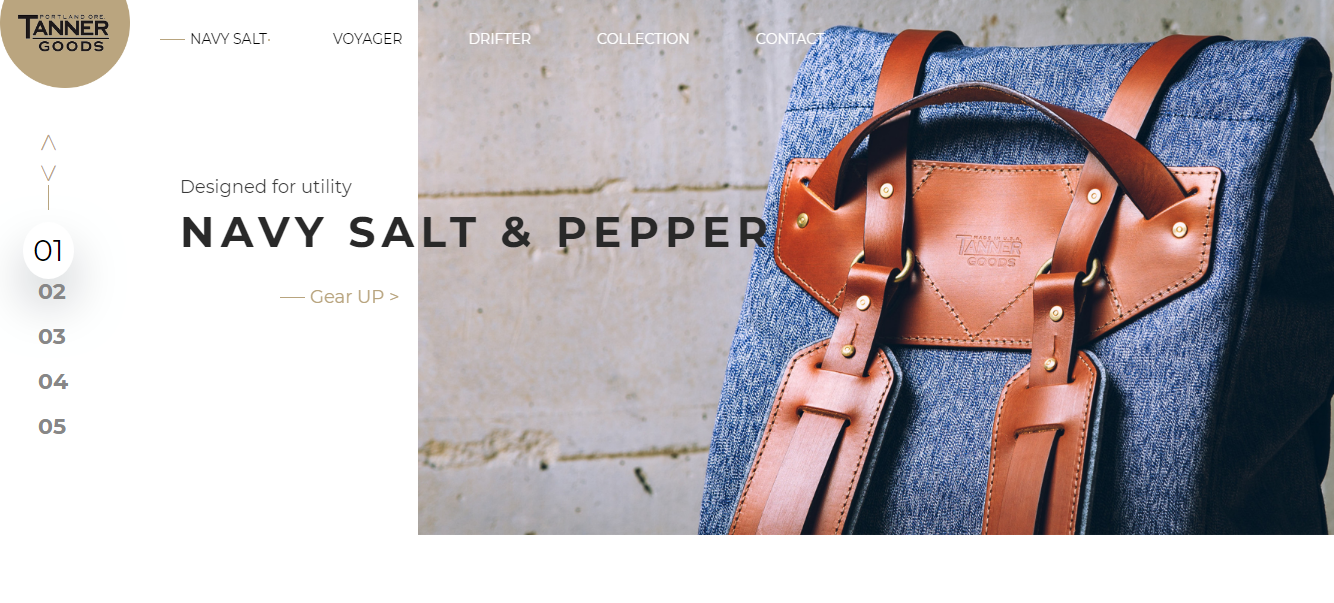 PORTLAND ORE.
TANNER
GOODS
NAVY SALT
VOYAGER
DRIFTER
COLLECTION
CONTACT
01
02
03
04
05
Designed for utility
NAVY SALT & PEPPER
Gear UP >
MADE IN U.S.A.
TANNER
GOODS